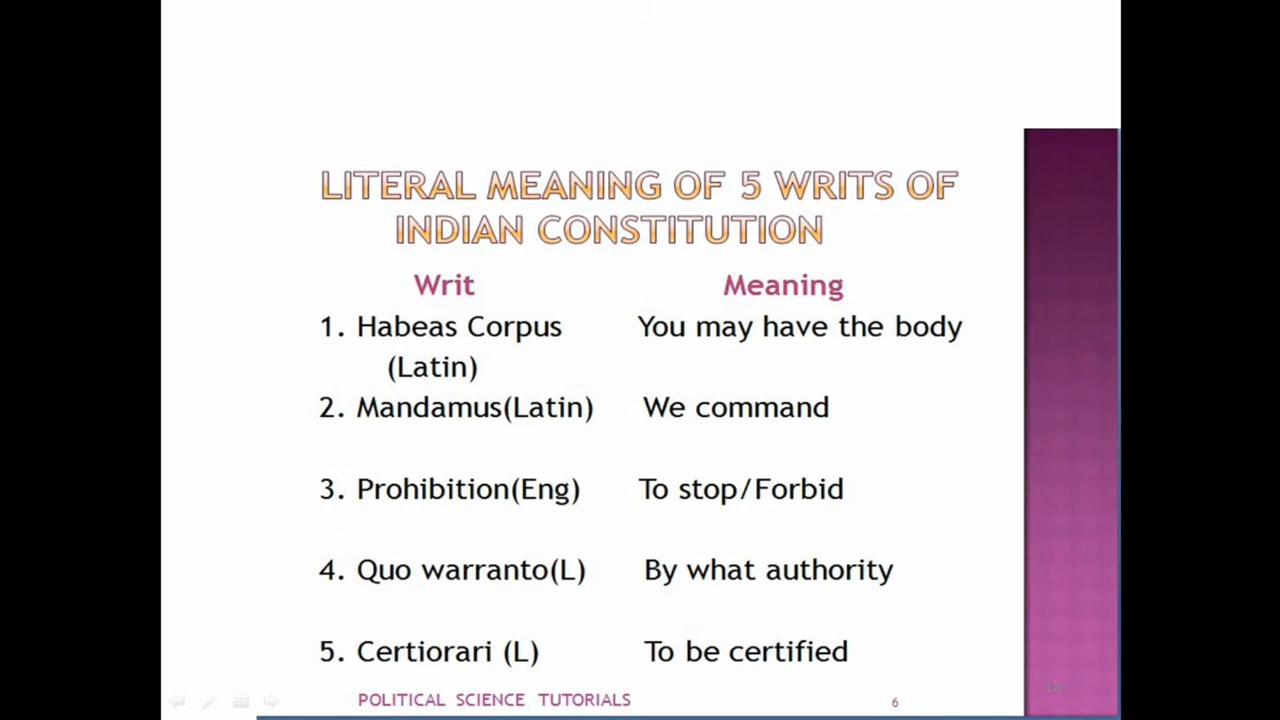 LITERAL MEANING OF 5 WRITS OF
INDIAN CONSTITUTION
Writ Meaning
1. Habeas Corpus You may have the body
(Latin)
2. Mandamus(Latin) We command
3. Prohibition(Eng) To stop/Forbid
4. Quo warranto(L) By what authority
5. Certiorari (L) To be certified
POLITICAL SCIENCE TUTORIALS 6